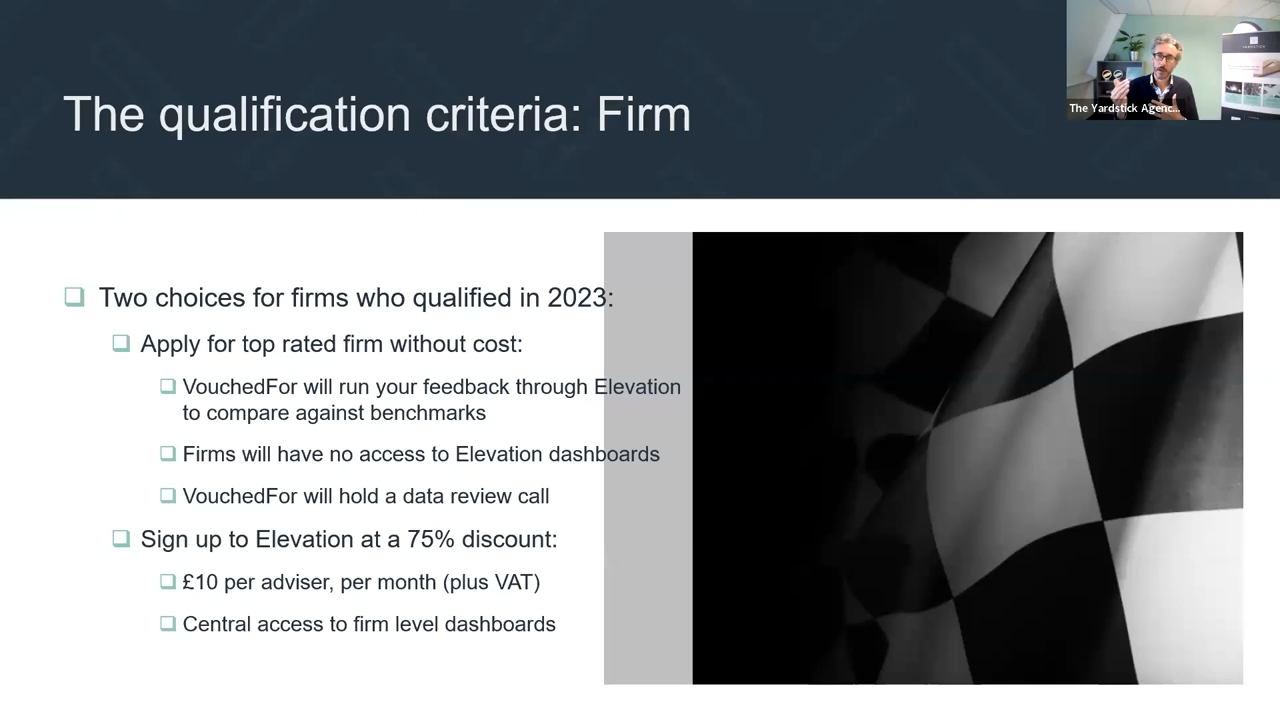 The qualification criteria: Firm
The Yardstick Agenc...
Two choices for firms who qualified in 2023:
Apply for top rated firm without cost:
VouchedFor will run your feedback through Elevation
to compare against benchmarks
Firms will have no access to Elevation dashboards
VouchedFor will hold a data review call
Sign up to Elevation at a 75% discount:
£10 per adviser, per month (plus VAT)
Central access to firm level dashboards